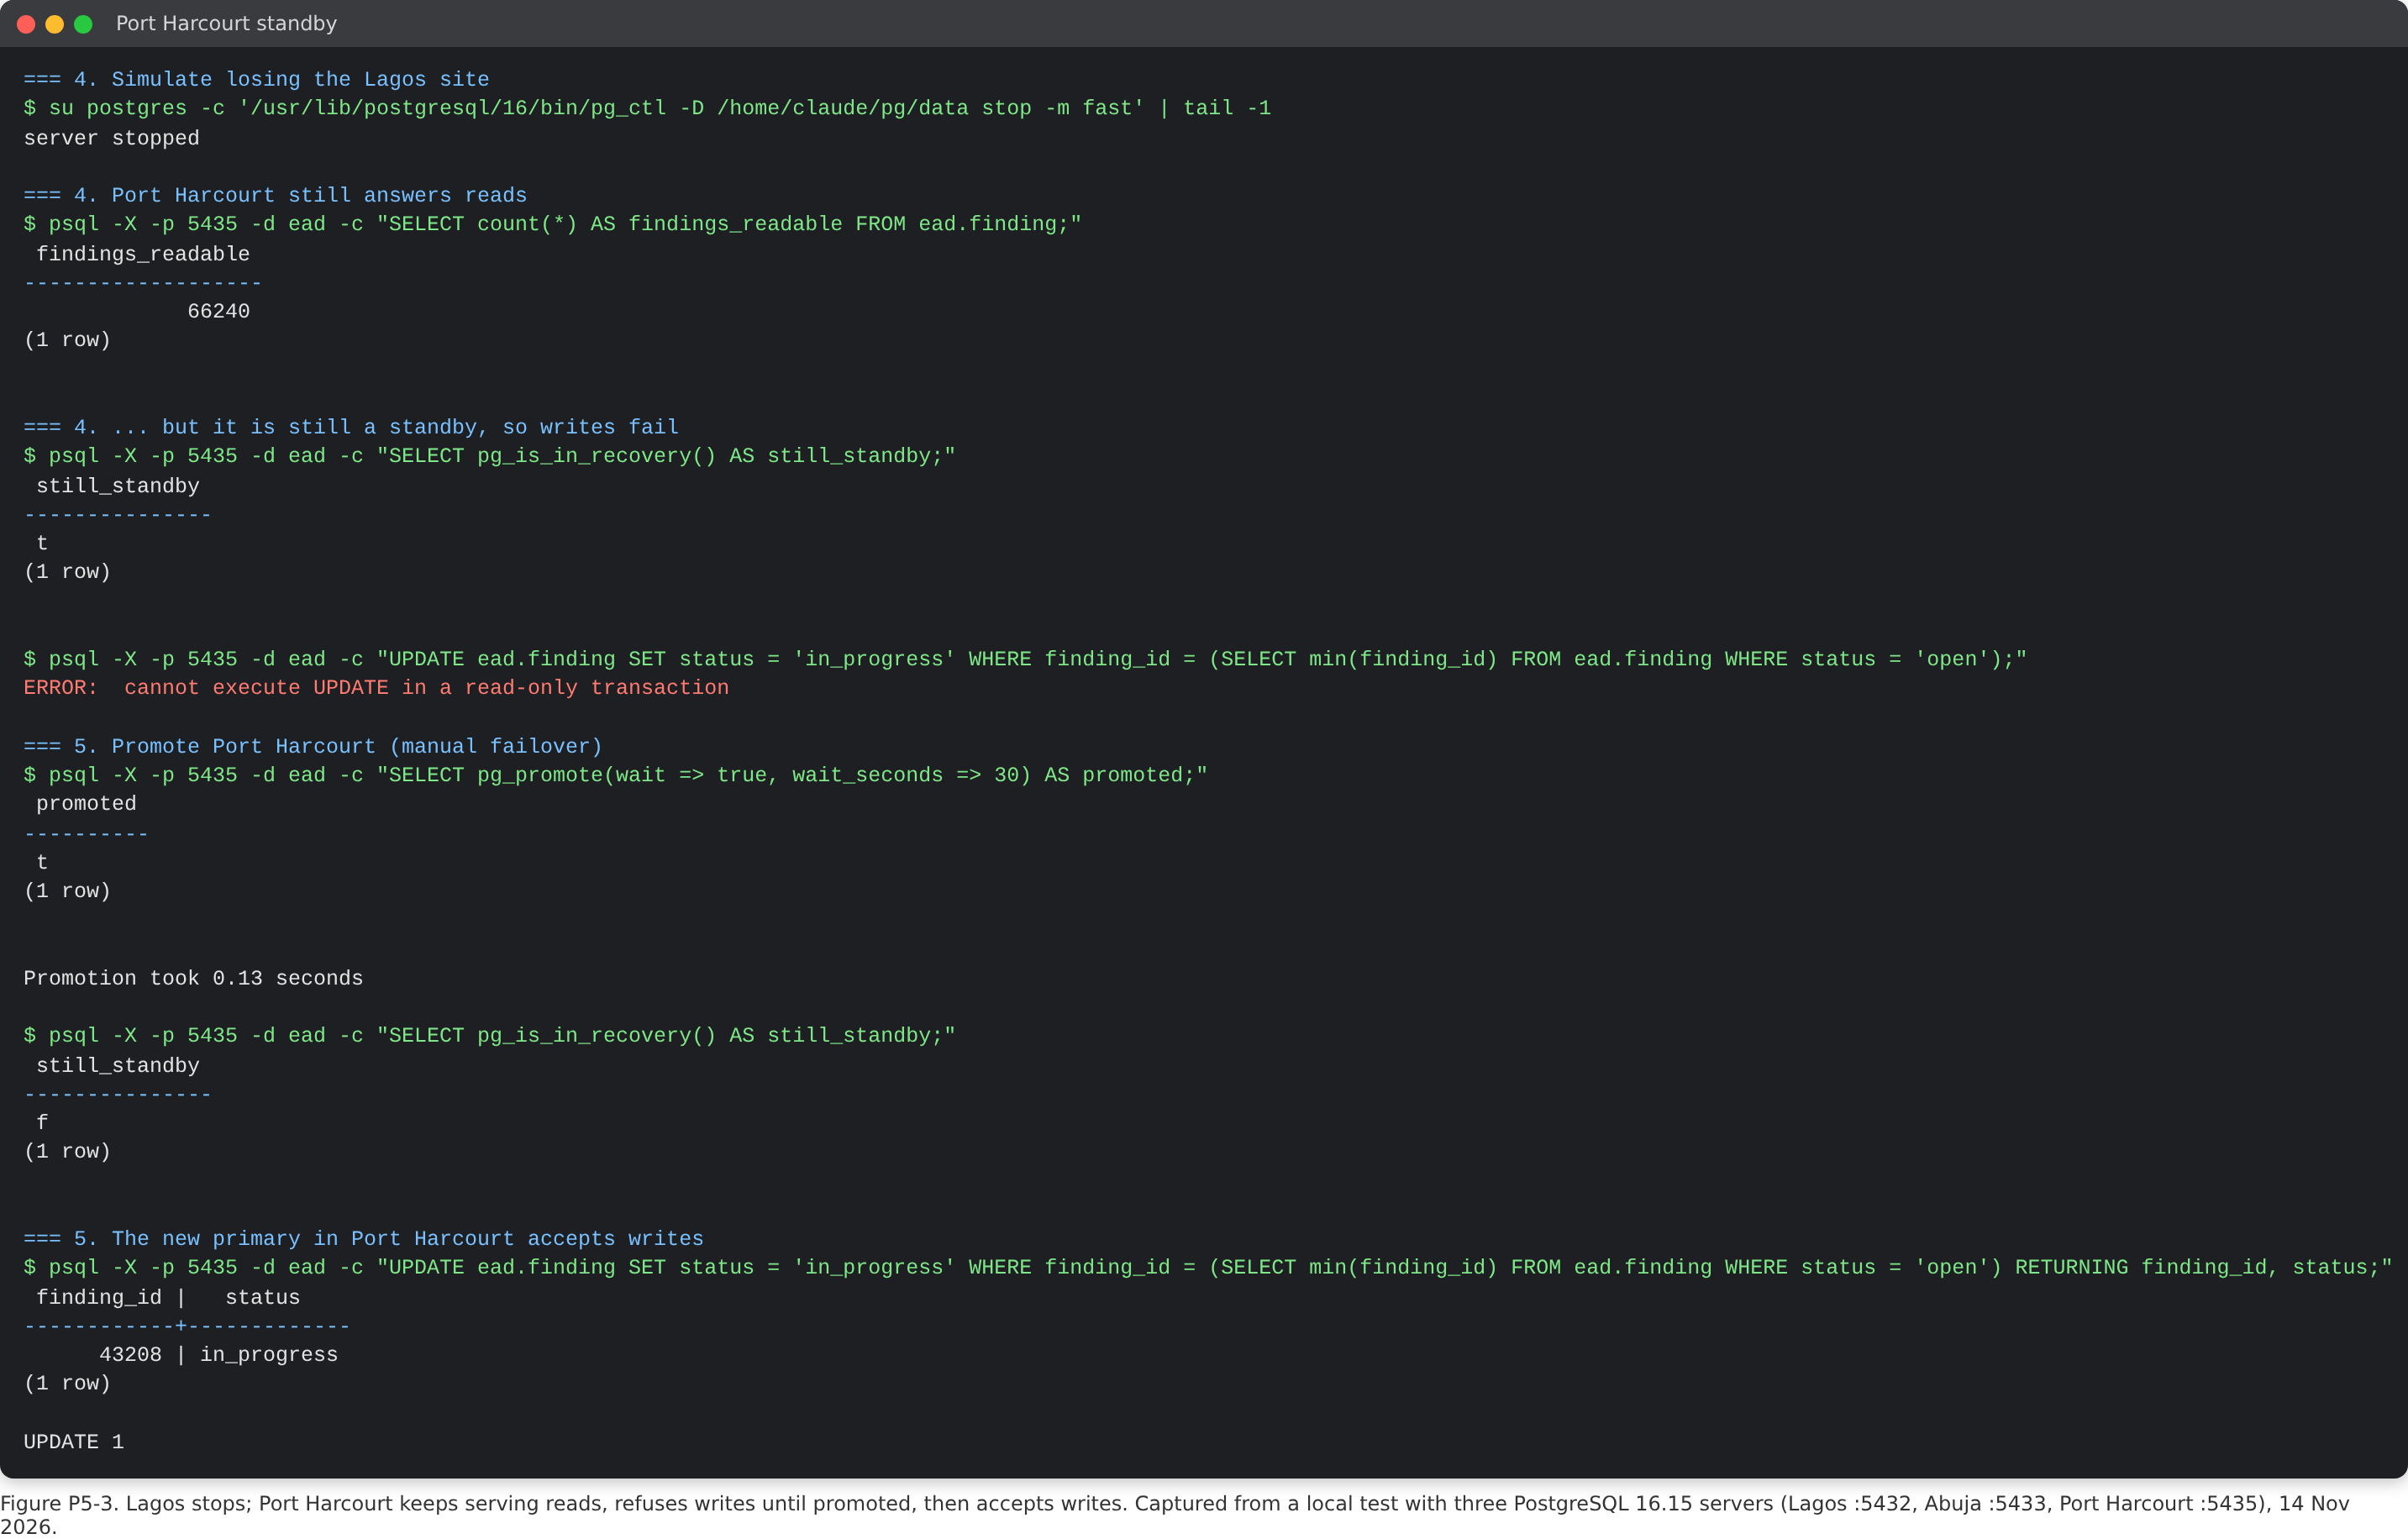 Port Harcourt standby
=== 4. Simulate losing the Lagos site
$ su postgres -c '/usr/lib/postgresql/16/bin/pg_ctl -D /home/claude/pg/data stop -m fast' | tail -1
server stopped
=== 4. Port Harcourt still answers reads
$ psql -X -p 5435 -d ead -c "SELECT count(*) AS findings_readable FROM ead.finding;"
 findings_readable
-------------------
             66240
(1 row)
=== 4. ... but it is still a standby, so writes fail
$ psql -X -p 5435 -d ead -c "SELECT pg_is_in_recovery() AS still_standby;"
 still_standby
---------------
 t
(1 row)
$ psql -X -p 5435 -d ead -c "UPDATE ead.finding SET status = 'in_progress' WHERE finding_id = (SELECT min(finding_id) FROM ead.finding WHERE status = 'open');"
ERROR:  cannot execute UPDATE in a read-only transaction
=== 5. Promote Port Harcourt (manual failover)
$ psql -X -p 5435 -d ead -c "SELECT pg_promote(wait => true, wait_seconds => 30) AS promoted;"
 promoted
----------
 t
(1 row)
Promotion took 0.13 seconds
$ psql -X -p 5435 -d ead -c "SELECT pg_is_in_recovery() AS still_standby;"
 still_standby
---------------
 f
(1 row)
=== 5. The new primary in Port Harcourt accepts writes
$ psql -X -p 5435 -d ead -c "UPDATE ead.finding SET status = 'in_progress' WHERE finding_id = (SELECT min(finding_id) FROM ead.finding WHERE status = 'open') RETURNING finding_id, status;"
 finding_id |   status
------------+-------------
      43208 | in_progress
(1 row)
UPDATE 1
Figure P5-3. Lagos stops; Port Harcourt keeps serving reads, refuses writes until promoted, then accepts writes. Captured from a local test with three PostgreSQL 16.15 servers (Lagos :5432, Abuja :5433, Port Harcourt :5435), 14 Nov
2026.